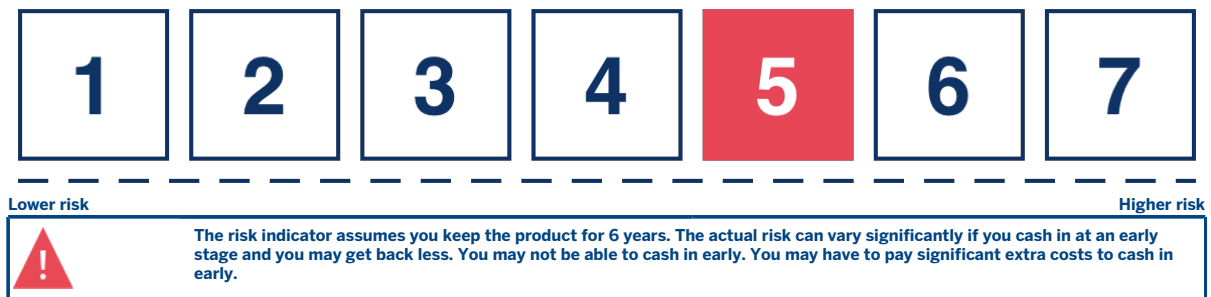 1 2 3 4 5 6 7
Lower risk Higher risk
!
The risk indicator assumes you keep the product for 6 years. The actual risk can vary significantly if you cash in at an early
stage and you may get back less. You may not be able to cash in early. You may have to pay significant extra costs to cash in
early.